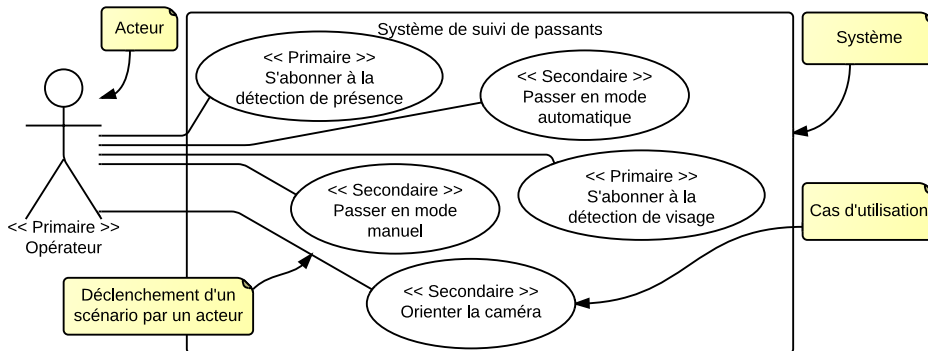 Acteur
Système de suivi de passants
Système
<< Primaire >>
S'abonner à la
détection de présence
<< Secondaire >>
Passer en mode
automatique
<< Primaire >>
S'abonner à la
détection de visage
<< Secondaire >>
Passer en mode
manuel
<< Primaire >>
Opérateur
Cas d'utilisation
Déclenchement d'un
scénario par un acteur
<< Secondaire >>
Orienter la caméra